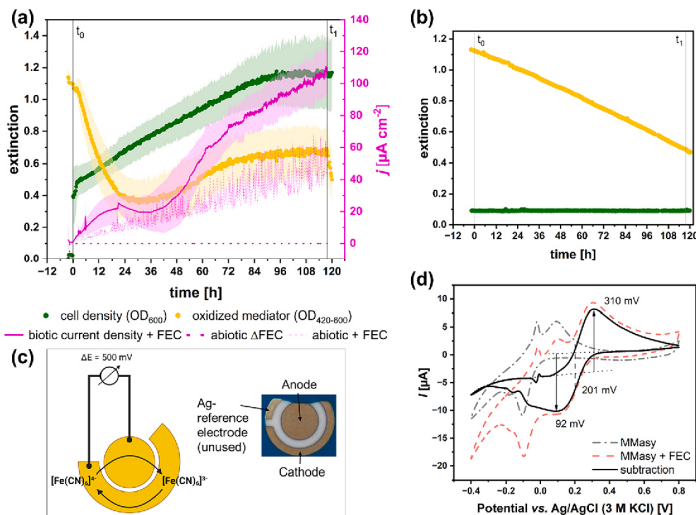 (a)
t₀
t₁
1.4
1.2
1.0
0.8
0.6
0.4
0.2
0.0
extinction
140
120
100
80
60
40
20
0
j [µA cm⁻²]
−12 0 12 24 36 48 60 72 84 96 108 120
time [h]
(b)
t₀
t₁
1.2
1.0
0.8
0.6
0.4
0.2
0.0
extinction
−12 0 12 24 36 48 60 72 84 96 108 120
time [h]
cell density (OD₆₀₀)
oxidized mediator (OD₄₂₀₋₆₀₀)
biotic current density + FEC
abiotic ΔFEC
abiotic + FEC
(c)
ΔE = 500 mV
[Fe(CN)₆]⁴⁻
[Fe(CN)₆]³⁻
Anode
Ag-
reference
electrode
(unused)
Cathode
(d)
10
5
0
−5
−10
−15
−20
I [µA]
310 mV
201 mV
92 mV
MMasy
MMasy + FEC
subtraction
−0.4 −0.2 0.0 0.2 0.4 0.6 0.8
Potential vs. Ag/AgCl (3 M KCl) [V]